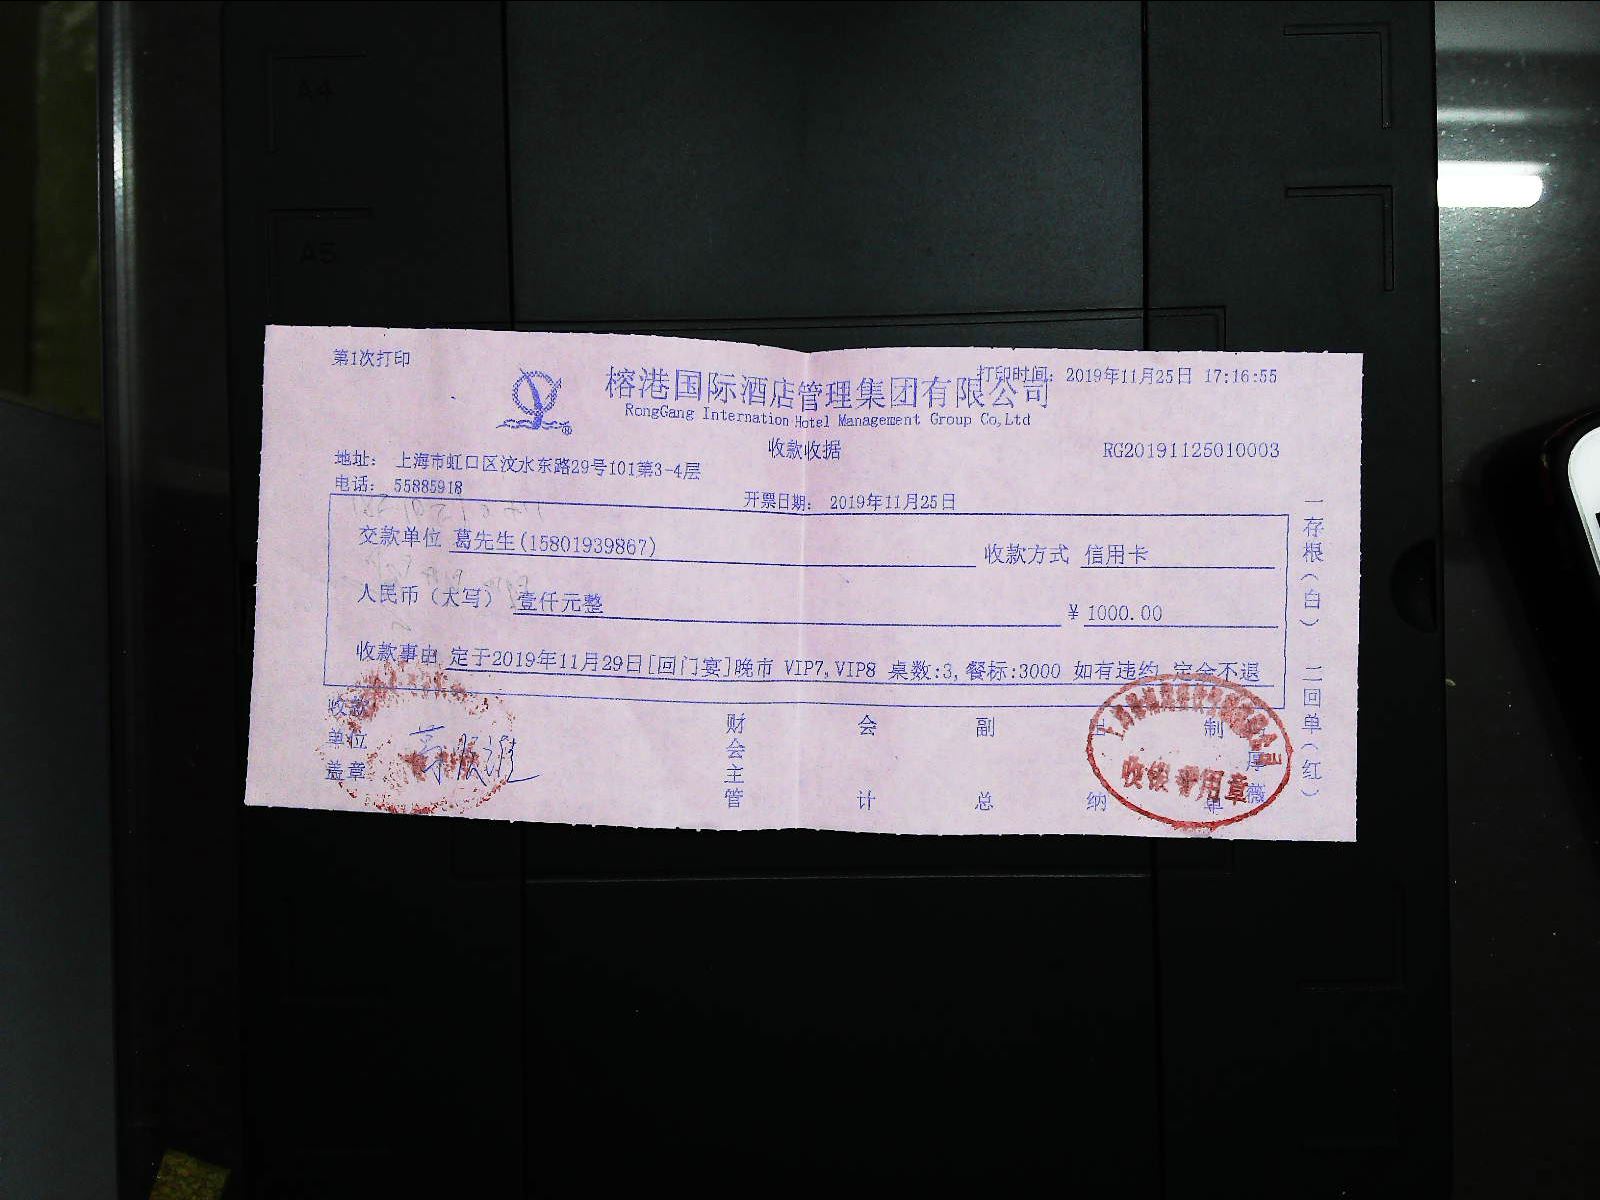 A4
A5
第1次打印
打印时间: 2019年11月25日 17:16:55
榕港国际酒店管理集团有限公司
RongGang Internation Hotel Management Group Co,Ltd
收款收据
RG20191125010003
地址: 上海市虹口区汶水东路29号101第3-4层
电话: 55885918
开票日期: 2019年11月25日
交款单位 葛先生(15801939867)
收款方式 信用卡
人民币（大写） 壹仟元整
¥ 1000.00
收款事由 定于2019年11月29日[回门宴]晚市 VIP7,VIP8 桌数:3,餐标:3000 如有违约 定金不退
收款单位盖章
财会主管
会计
副总
出纳
制单
厚薇
收银专用章
一存根(白) 二回单(红)